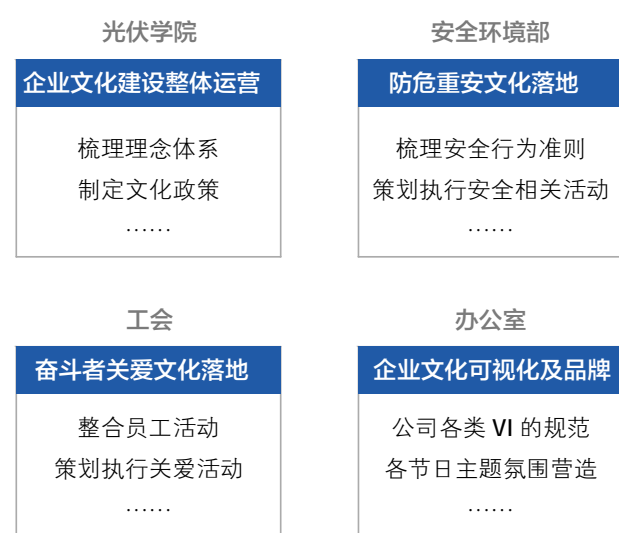 光伏学院
企业文化建设整体运营
梳理理念体系
制定文化政策
……
安全环境部
防危重安文化落地
梳理安全行为准则
策划执行安全相关活动
……
工会
奋斗者关爱文化落地
整合员工活动
策划执行关爱活动
……
办公室
企业文化可视化及品牌
公司各类 VI 的规范
各节日主题氛围营造
……